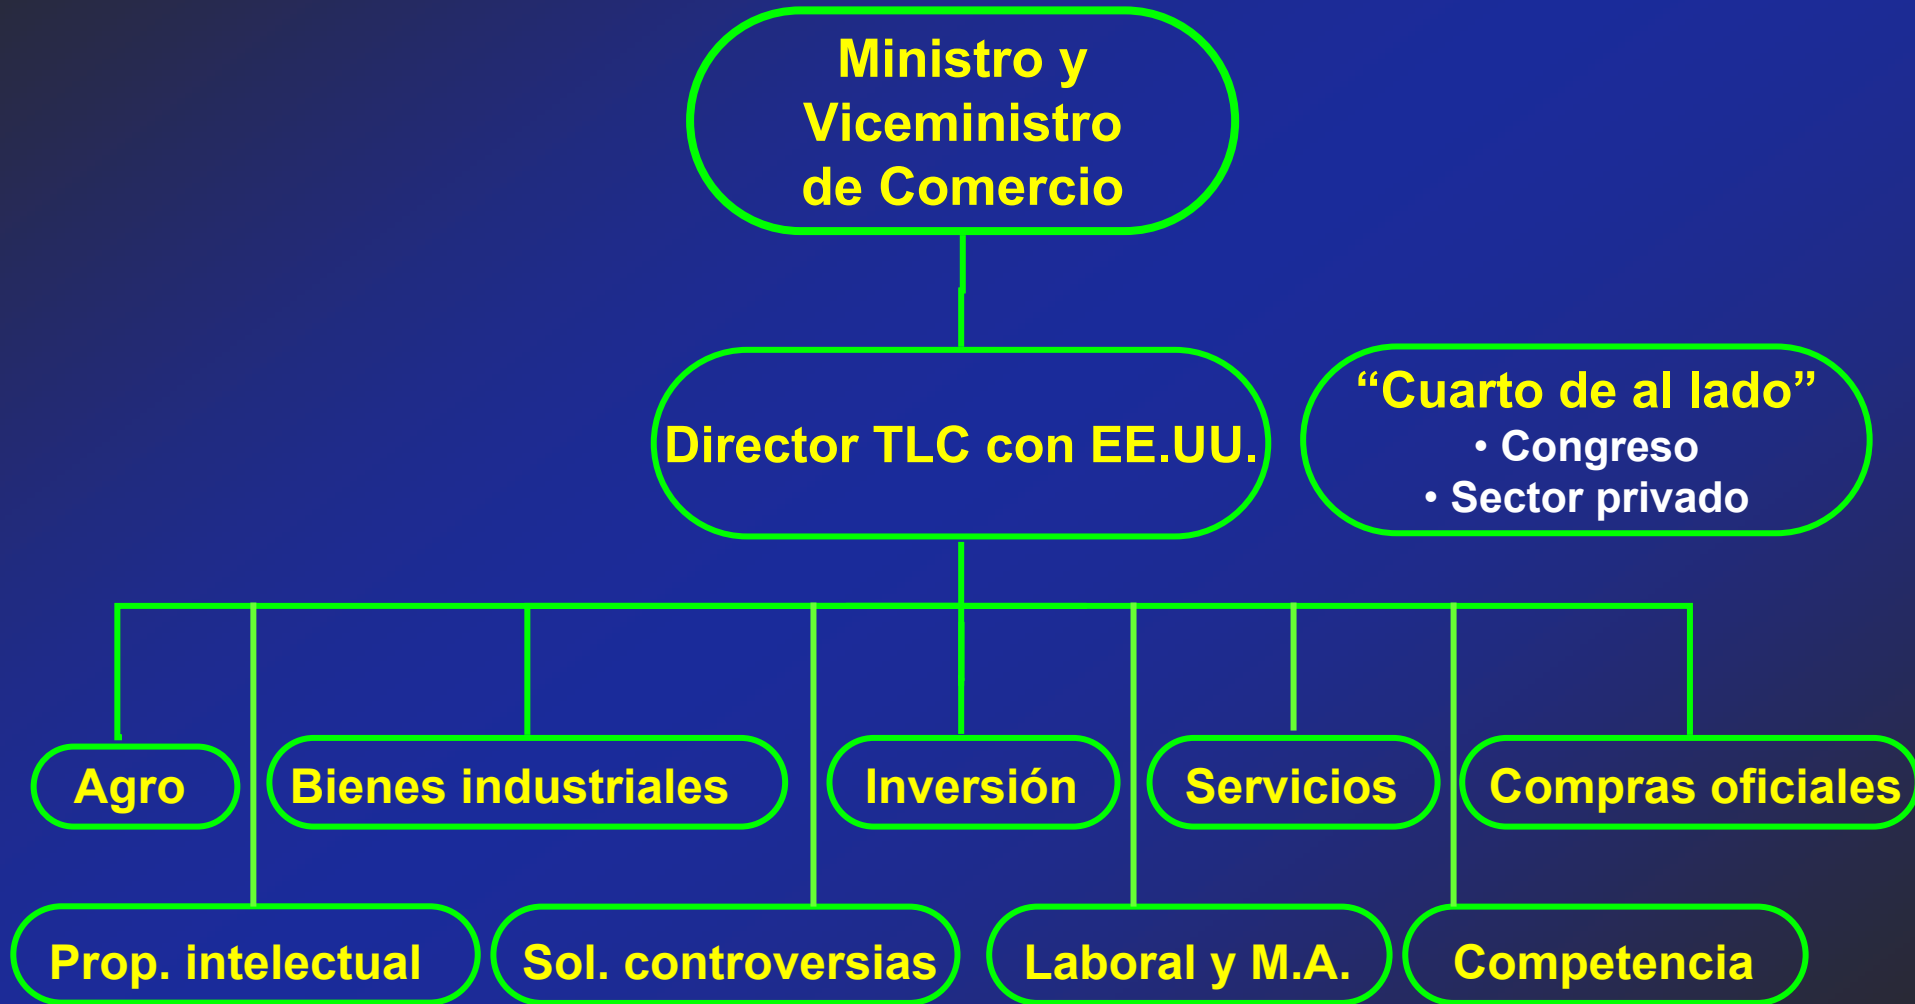 Ministro y
Viceministro
de Comercio
Director TLC con EE.UU.
“Cuarto de al lado”
• Congreso
• Sector privado
Agro
Bienes industriales
Inversión
Servicios
Compras oficiales
Prop. intelectual
Sol. controversias
Laboral y M.A.
Competencia